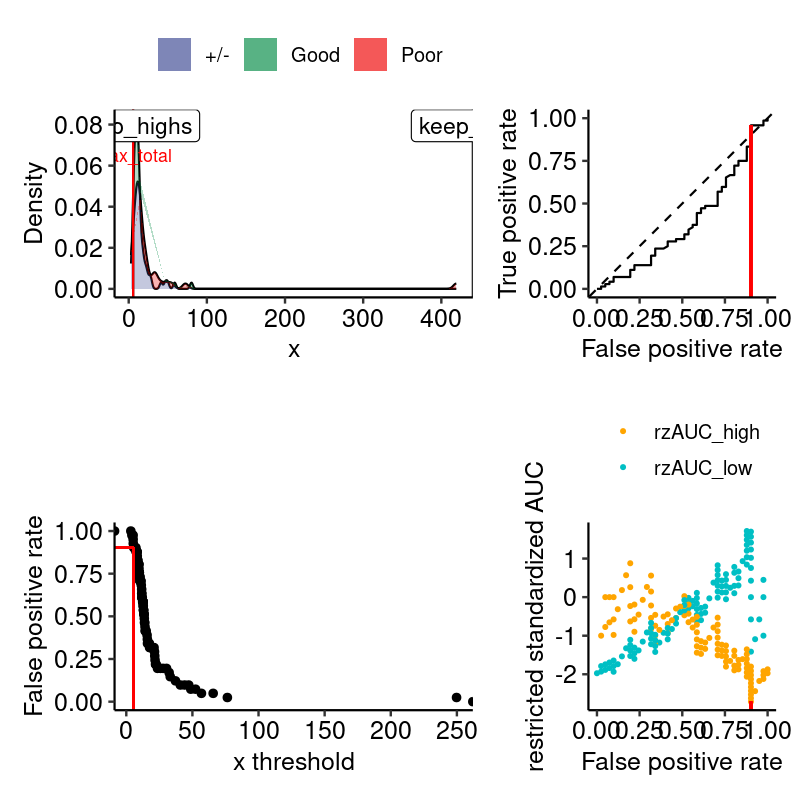 +/- Good Poor
0.08
0.06
0.04
0.02
0.00
Density
p_highs
keep_
ax_total
0 100 200 300 400
x
1.00
0.75
0.50
0.25
0.00
True positive rate
0.00 0.25 0.50 0.75 1.00
False positive rate
1.00
0.75
0.50
0.25
0.00
False positive rate
0 50 100 150 200 250
x threshold
rzAUC_high
rzAUC_low
restricted standardized AUC
1
0
-1
-2
0.00 0.25 0.50 0.75 1.00
False positive rate